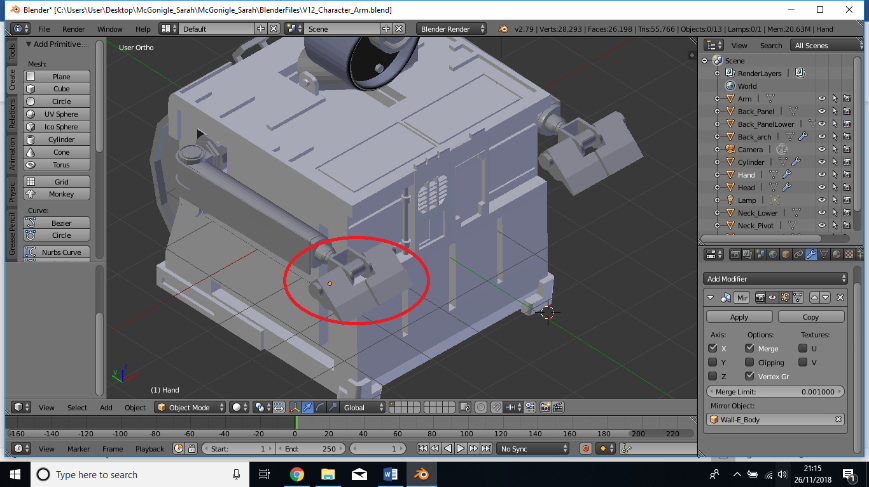 Blender* [C:\Users\User\Desktop\McGonigle_Sarah\McGonigle_Sarah\BlenderFiles\V12_Character_Arm.blend]
File Render Window Help Default Scene Blender Render v2.79 | Verts:28,293 | Faces:26,198 | Tris:55,766 | Objects:0/13 | Lamps:0/1 | Mem:20.63M | Hand
Tools
Create
Relations
Animation
Physic
Grease Pencil
Add Primitive
Mesh:
Plane
Cube
Circle
UV Sphere
Ico Sphere
Cylinder
Cone
Torus
Grid
Monkey
Curve:
Bezier
Circle
Nurbs Curve
User Ortho
(1) Hand
View Search All Scenes
Scene
RenderLayers
World
Arm
Back_Panel
Back_PanelLower
Back_arch
Camera
Cylinder
Hand
Head
Lamp
Neck_Lower
Neck_Pivot
Add Modifier
Mir
Apply Copy
Axis: Options: Textures:
X Merge U
Y Clipping V
Z Vertex Gr
Merge Limit: 0.001000
Mirror Object:
Wall-E_Body
View Select Add Object Object Mode Global
-160 -140 -120 -100 -80 -60 -40 -20 0 20 40 60 80 100 120 140 160 180 200 220
View Marker Frame Playback Start: 1 End: 250 1 No Sync
Type here to search
21:15
26/11/2018